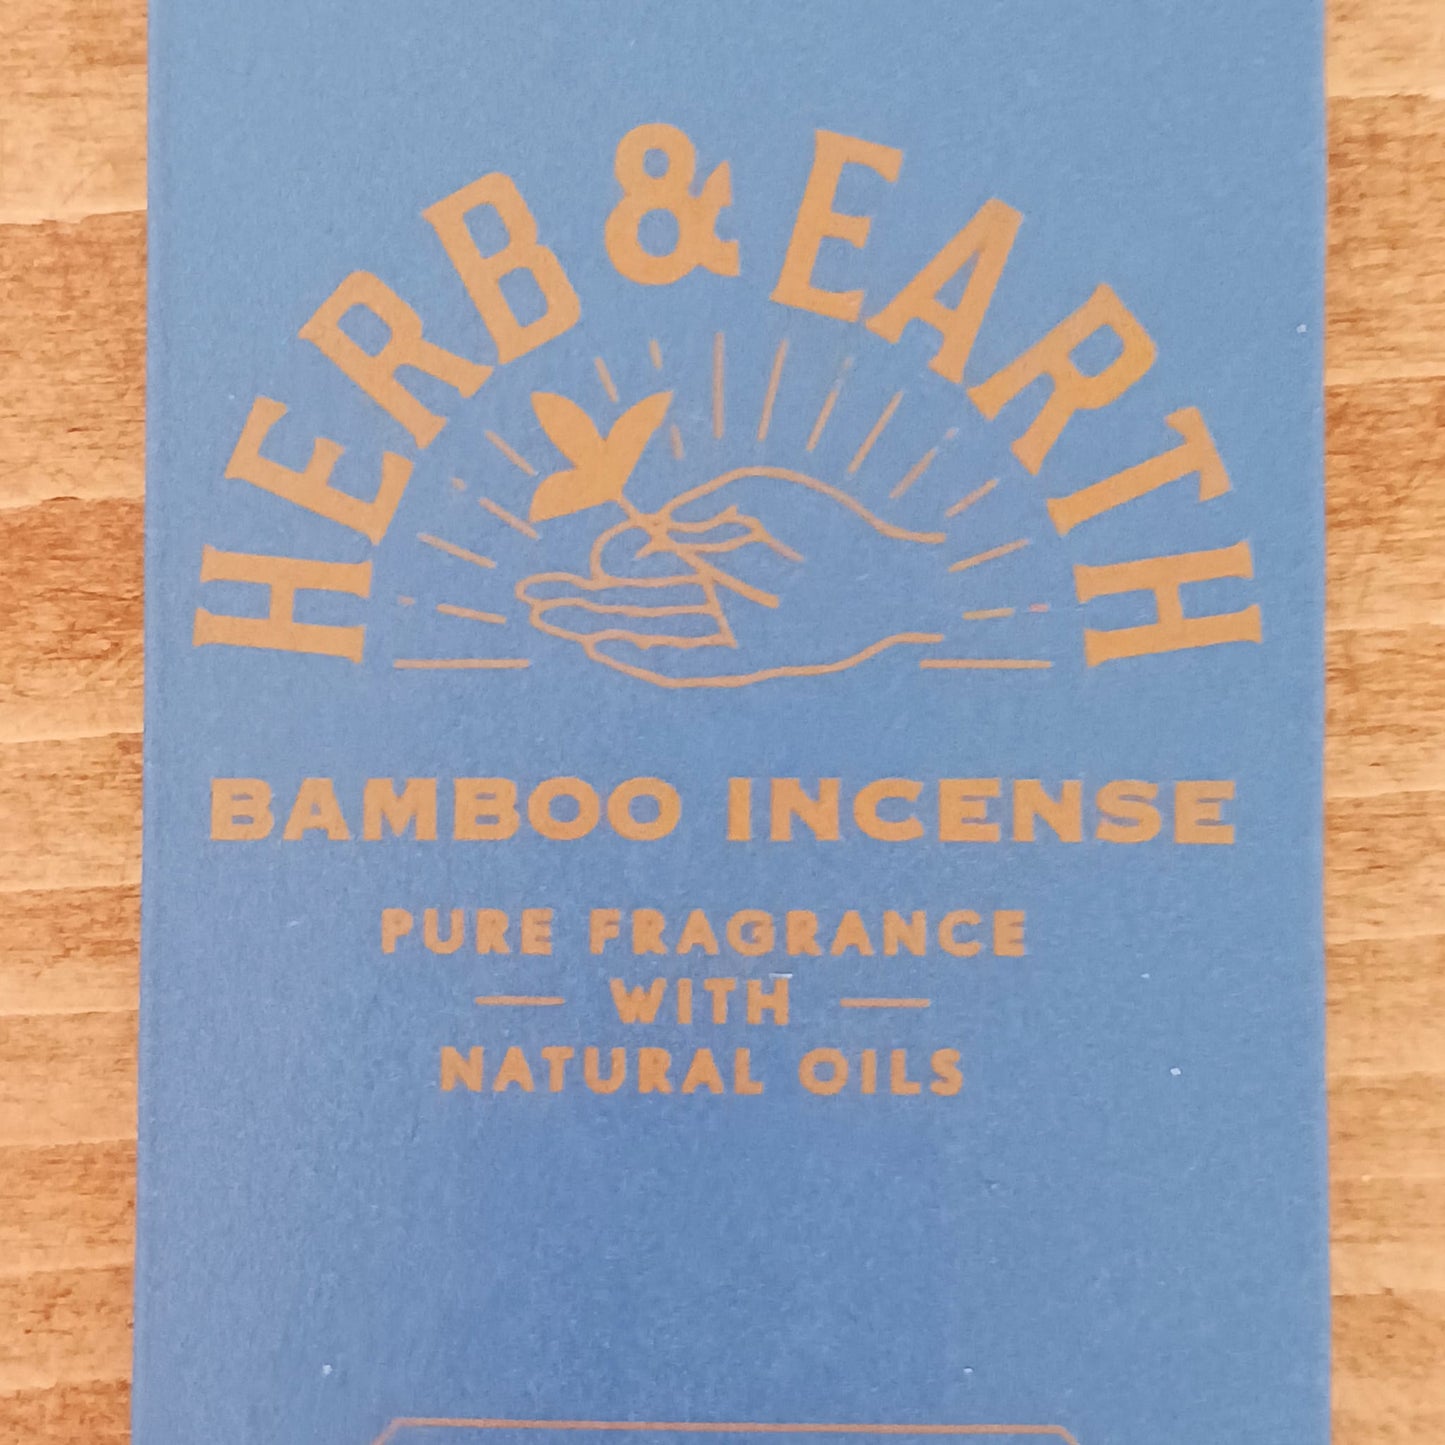 HERB & EARTH
BAMBOO INCENSE
PURE FRAGRANCE
WITH
NATURAL OILS